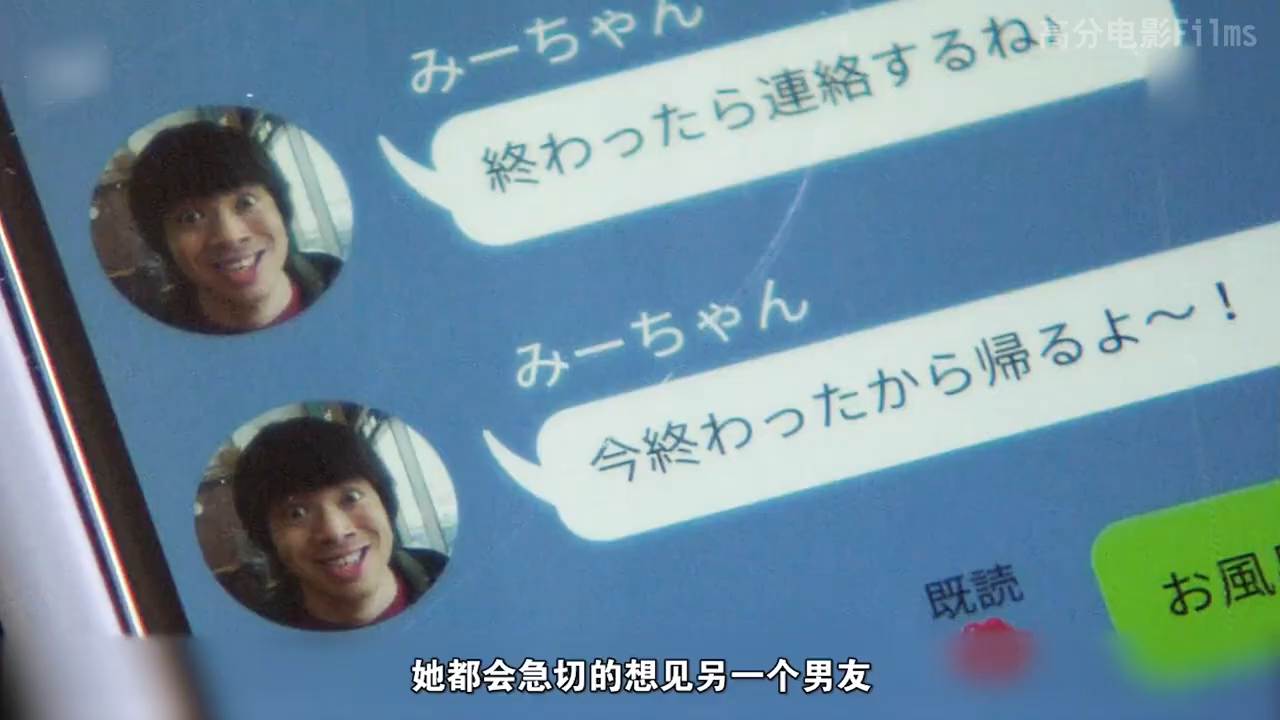 高分电影Films
みーちゃん
終わったら連絡するね
みーちゃん
今終わったから帰るよ〜！
既読
お風
她都会急切的想见另一个男友